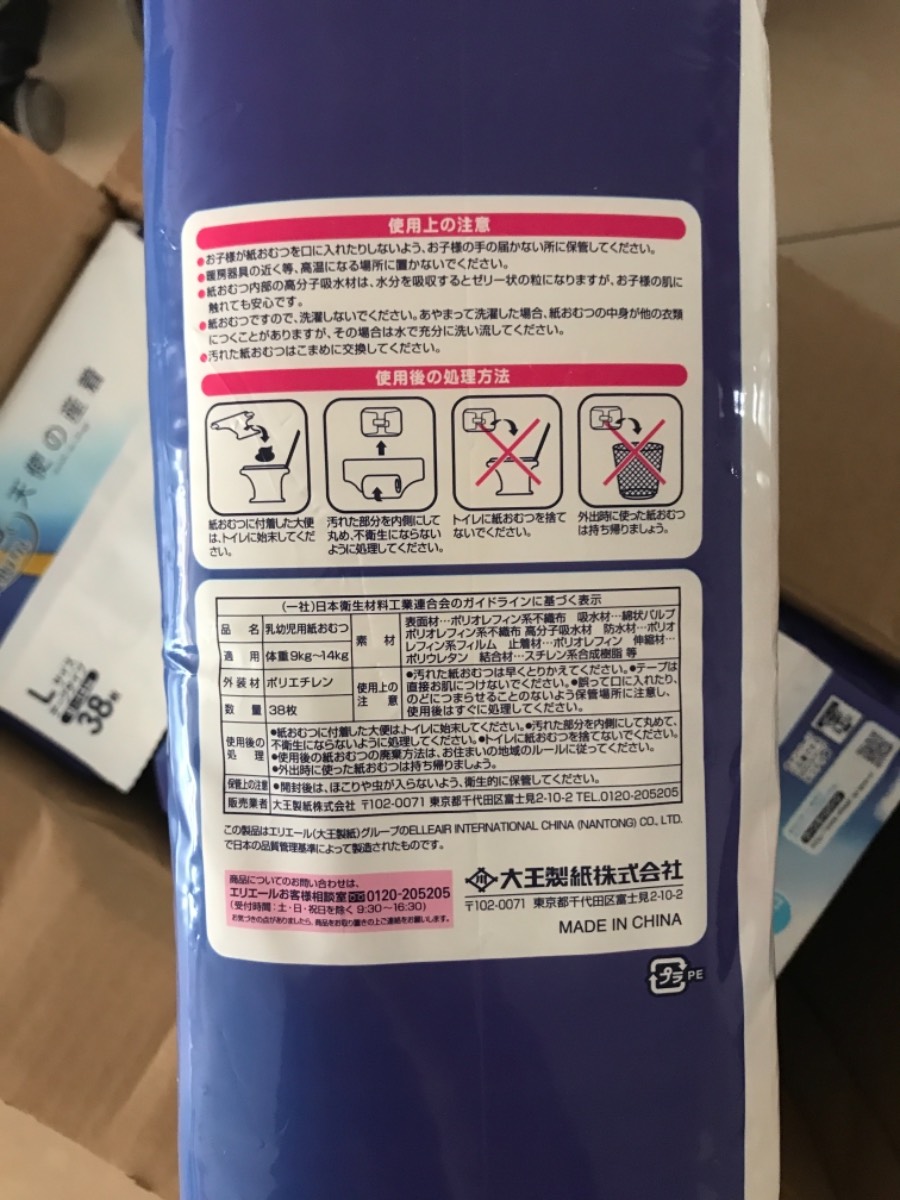 使用上の注意
●お子様が紙おむつを口に入れたりしないよう、お子様の手の届かない所に保管してください。
●暖房器具の近く等、高温になる場所に置かないでください。
●紙おむつ内部の高分子吸水材は、水分を吸収するとゼリー状の粒になりますが、お子様の肌に
触れても安心です。
●紙おむつですので、洗濯しないでください。あやまって洗濯した場合、紙おむつの中身が他の衣類
につくことがありますが、その場合は水で充分に洗い流してください。
●汚れた紙おむつはこまめに交換してください。
使用後の処理方法
紙おむつに付着した大便
は、トイレに始末してくだ
さい。
汚れた部分を内側にして
丸め、不衛生にならない
ように処理してください。
トイレに紙おむつを捨て
ないでください。
外出時に使った紙おむつ
は持ち帰りましょう。
(一社)日本衛生材料工業連合会のガイドラインに基づく表示
品名 乳幼児用紙おむつ
適用 体重9kg〜14kg
外装材 ポリエチレン
数量 38枚
素材
表面材…ポリオレフィン系不織布 吸水材…綿状パルプ
ポリオレフィン系不織布 高分子吸水材 防水材…ポリオ
レフィン系フィルム 止着材…ポリオレフィン 伸縮材…
ポリウレタン 結合材…スチレン系合成樹脂 等
使用上の
注意
●汚れた紙おむつは早くとりかえてください。●テープは
直接お肌につけないでください。●誤って口に入れたり、
のどにつまらせることのないよう保管場所に注意し、
使用後はすぐに処理してください。
使用後の
処理
●紙おむつに付着した大便はトイレに始末してください。●汚れた部分を内側にして丸めて、
不衛生にならないように処理してください。●トイレに紙おむつを捨てないでください。
●使用後の紙おむつの廃棄方法は、お住まいの地域のルールに従ってください。
●外出時に使った紙おむつは持ち帰りましょう。
保管上の注意 ●開封後は、ほこりや虫が入らないよう、衛生的に保管してください。
販売業者 大王製紙株式会社 〒102-0071 東京都千代田区富士見2-10-2 TEL.0120-205205
この製品はエリエール(大王製紙)グループのELLEAIR INTERNATIONAL CHINA (NANTONG) CO., LTD.
で日本の品質管理基準によって製造されたものです。
商品についてのお問い合わせは、
エリエールお客様相談室 0120-205205
(受付時間:土・日・祝日を除く 9:30〜16:30)
お気づきの点がありましたら、商品をお取り置きの上ご連絡をお願いします。
大王製紙株式会社
〒102-0071 東京都千代田区富士見2-10-2
MADE IN CHINA
プラ PE
天使の産着
L
38枚